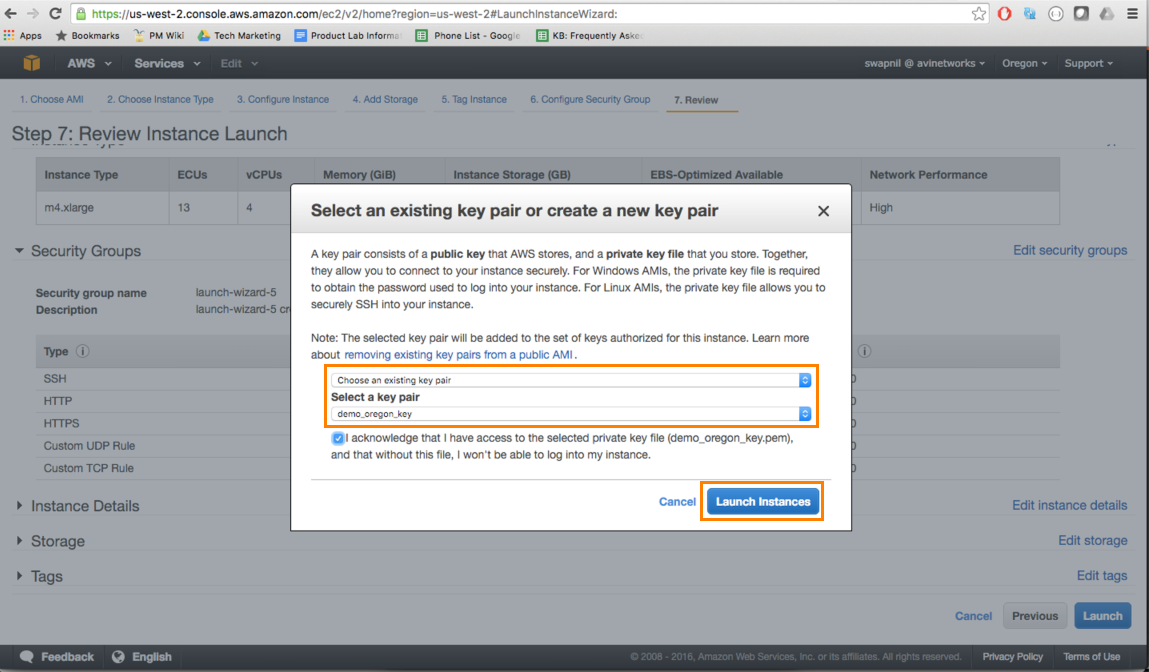 https://us-west-2.console.aws.amazon.com/ec2/v2/home?region=us-west-2#LaunchInstanceWizard:
Apps Bookmarks PM Wiki Tech Marketing Product Lab Informa Phone List - Google KB: Frequently Aske
AWS Services Edit swapnil @ avinetworks Oregon Support
1. Choose AMI 2. Choose Instance Type 3. Configure Instance 4. Add Storage 5. Tag Instance 6. Configure Security Group 7. Review
Step 7: Review Instance Launch
Instance Type ECUs vCPUs Memory (GiB) Instance Storage (GB) EBS-Optimized Available Network Performance
m4.xlarge 13 4 High
Select an existing key pair or create a new key pair
A key pair consists of a public key that AWS stores, and a private key file that you store. Together,
they allow you to connect to your instance securely. For Windows AMIs, the private key file is required
to obtain the password used to log into your instance. For Linux AMIs, the private key file allows you to
securely SSH into your instance.
Note: The selected key pair will be added to the set of keys authorized for this instance. Learn more
about removing existing key pairs from a public AMI.
Choose an existing key pair
Select a key pair
demo_oregon_key
I acknowledge that I have access to the selected private key file (demo_oregon_key.pem),
and that without this file, I won't be able to log into my instance.
Cancel Launch Instances
Security Groups Edit security groups
Security group name launch-wizard-5
Description launch-wizard-5 cr
Type
SSH
HTTP
HTTPS
Custom UDP Rule
Custom TCP Rule
Instance Details Edit instance details
Storage Edit storage
Tags Edit tags
Cancel Previous Launch
Feedback English © 2008 - 2016, Amazon Web Services, Inc. or its affiliates. All rights reserved. Privacy Policy Terms of Use